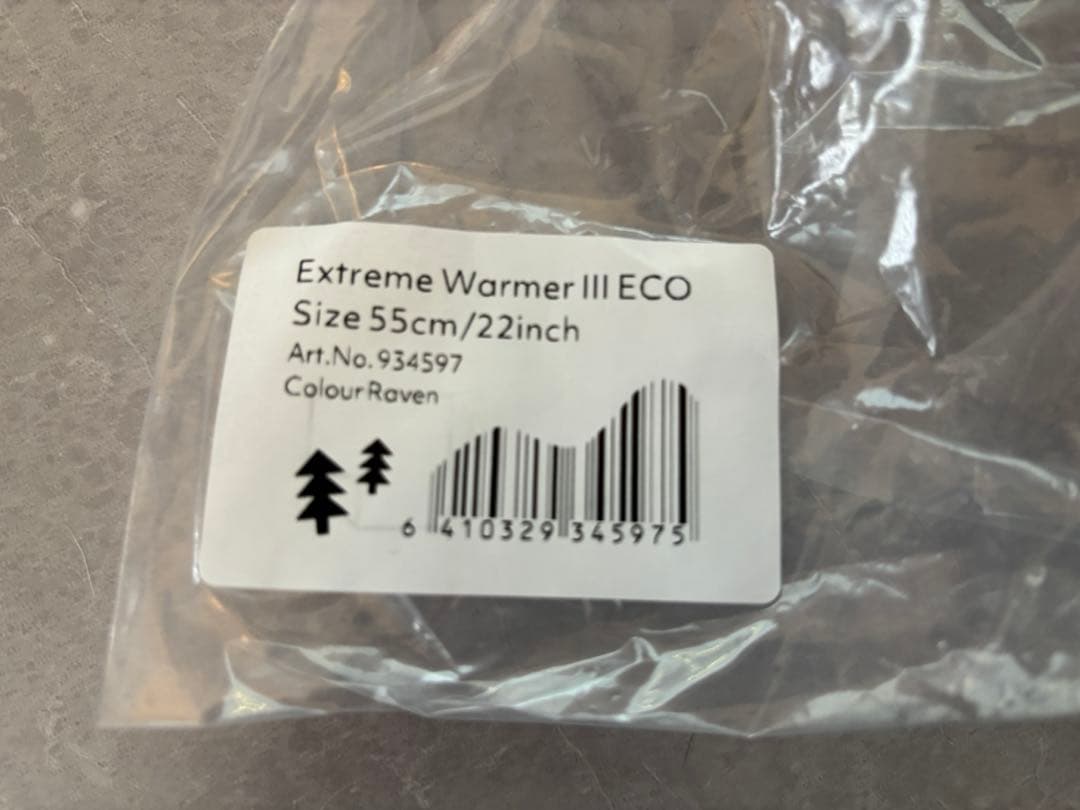 Extreme Warmer III ECO
Size 55cm/22inch
Art.No. 934597
Colour Raven
6 410329 345975